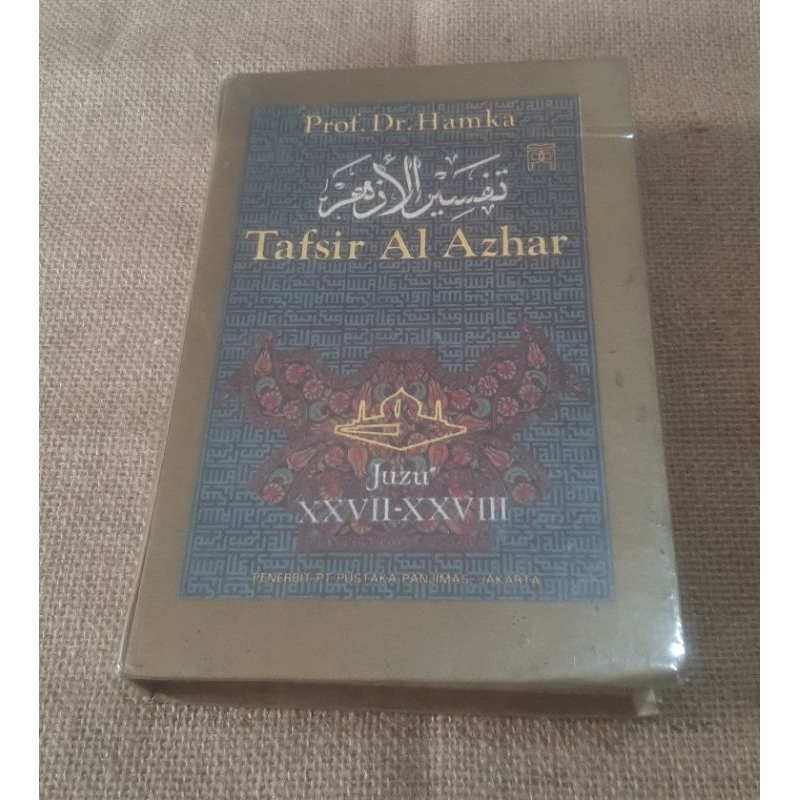 Prof. Dr. Hamka
تفسير الأزهر
Tafsir Al Azhar
Juzu'
XXVII-XXVIII
PENERBIT PT PUSTAKA PANJIMAS, JAKARTA